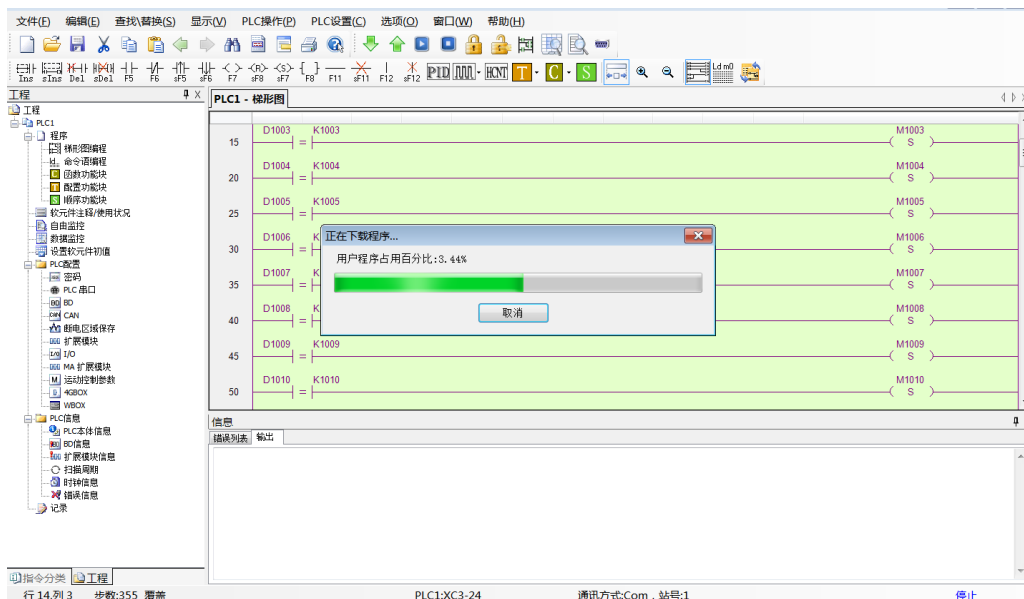 文件(F) 编辑(E) 查找\替换(S) 显示(V) PLC操作(P) PLC设置(C) 选项(O) 窗口(W) 帮助(H)
Ins sIns Del sDel F5 F6 sF5 sF6 F7 sF8 sF7 F8 F11 sF11 F12 sF12 PID HCNT T C S Ld m0
工程
工程
PLC1
程序
梯形图编程
命令语编程
函数功能块
配置功能块
顺序功能块
软元件注释/使用状况
自由监控
数据监控
设置软元件初值
PLC配置
密码
PLC 串口
BD
CAN
断电区域保存
扩展模块
I/O
MA 扩展模块
运动控制参数
4GBOX
WBOX
PLC信息
PLC本体信息
BD信息
扩展模块信息
扫描周期
时钟信息
错误信息
记录
指令分类 工程
PLC1 - 梯形图
D1003 K1003 M1003
15 = S
D1004 K1004 M1004
20 = S
D1005 K1005 M1005
25 = S
D1006 K M1006
30 = S
D1007 K M1007
35 = S
D1008 K M1008
40 = S
D1009 K1009 M1009
45 = S
D1010 K1010 M1010
50 = S
正在下载程序...
用户程序占用百分比:3.44%
取消
信息
错误列表 输出
行 14,列 3 步数:355 覆盖 PLC1:XC3-24 通讯方式:Com，站号:1 停止